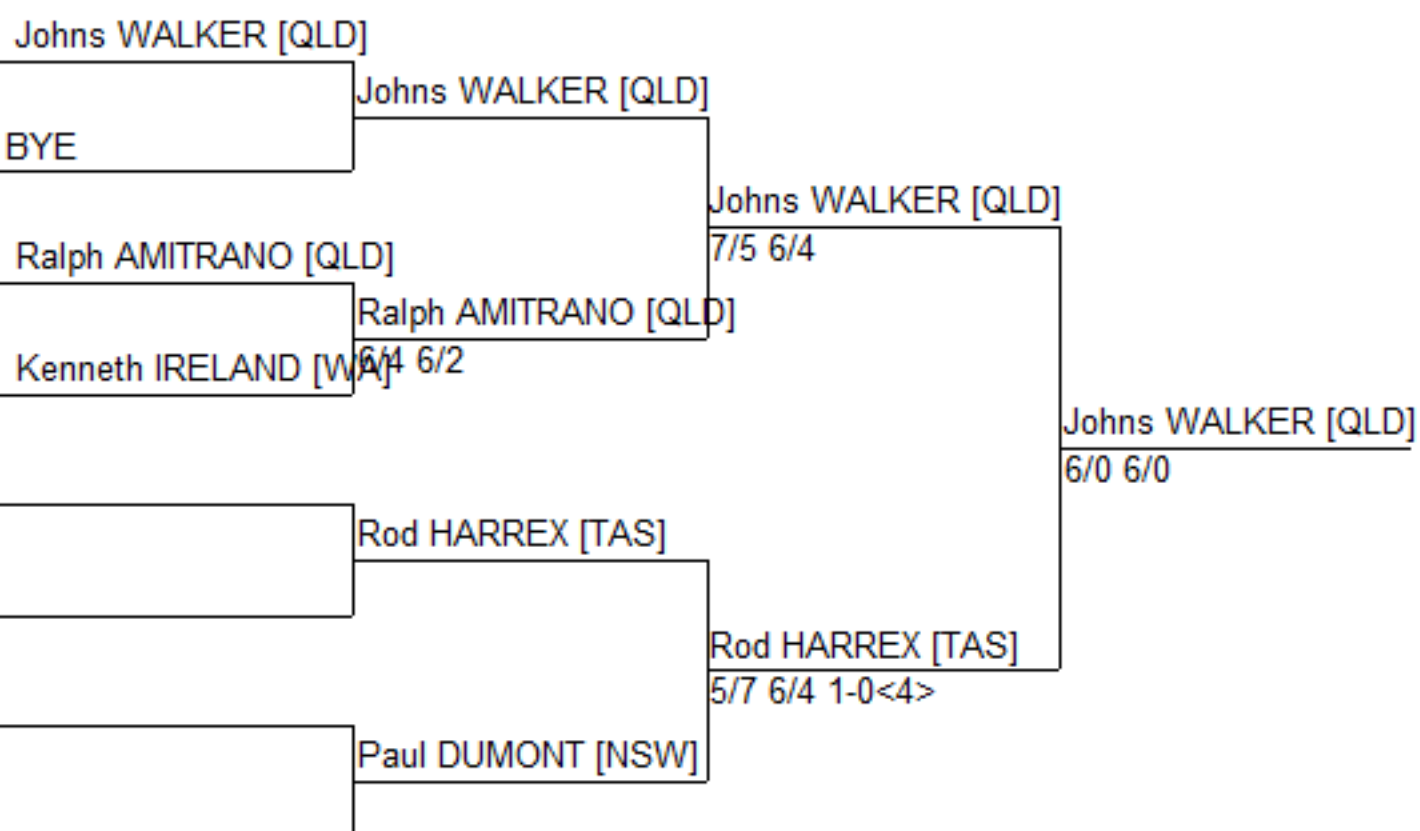 Johns WALKER [QLD]
Johns WALKER [QLD]
BYE
Johns WALKER [QLD]
7/5 6/4
Ralph AMITRANO [QLD]
Ralph AMITRANO [QLD]
6/4 6/2
Kenneth IRELAND [WA]
Johns WALKER [QLD]
6/0 6/0
Rod HARREX [TAS]
Rod HARREX [TAS]
5/7 6/4 1-0<4>
Paul DUMONT [NSW]